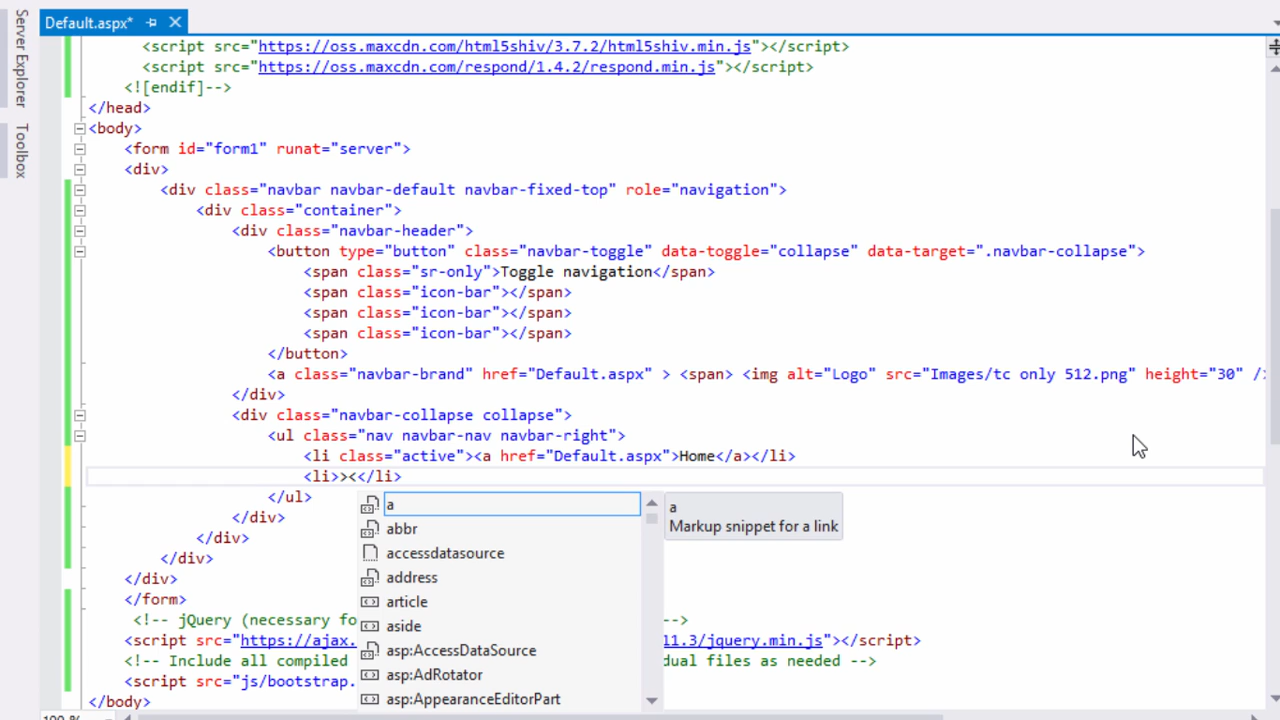 Default.aspx*
Server Explorer
Toolbox
<script src="https://oss.maxcdn.com/html5shiv/3.7.2/html5shiv.min.js"></script>
<script src="https://oss.maxcdn.com/respond/1.4.2/respond.min.js"></script>
<![endif]-->
</head>
<body>
<form id="form1" runat="server">
<div>
<div class="navbar navbar-default navbar-fixed-top" role="navigation">
<div class="container">
<div class="navbar-header">
<button type="button" class="navbar-toggle" data-toggle="collapse" data-target=".navbar-collapse">
<span class="sr-only">Toggle navigation</span>
<span class="icon-bar"></span>
<span class="icon-bar"></span>
<span class="icon-bar"></span>
</button>
<a class="navbar-brand" href="Default.aspx" > <span> <img alt="Logo" src="Images/tc only 512.png" height="30" />
</div>
<div class="navbar-collapse collapse">
<ul class="nav navbar-nav navbar-right">
<li class="active"><a href="Default.aspx">Home</a></li>
<li>><</li>
</ul>
</div>
</div>
</div>
</div>
</form>
<!-- jQuery (necessary fo -->
<script src="https://ajax. 11.3/jquery.min.js"></script>
<!-- Include all compiled dual files as needed -->
<script src="js/bootstrap.
</body>
a
abbr
accessdatasource
address
article
aside
asp:AccessDataSource
asp:AdRotator
asp:AppearanceEditorPart
a
Markup snippet for a link